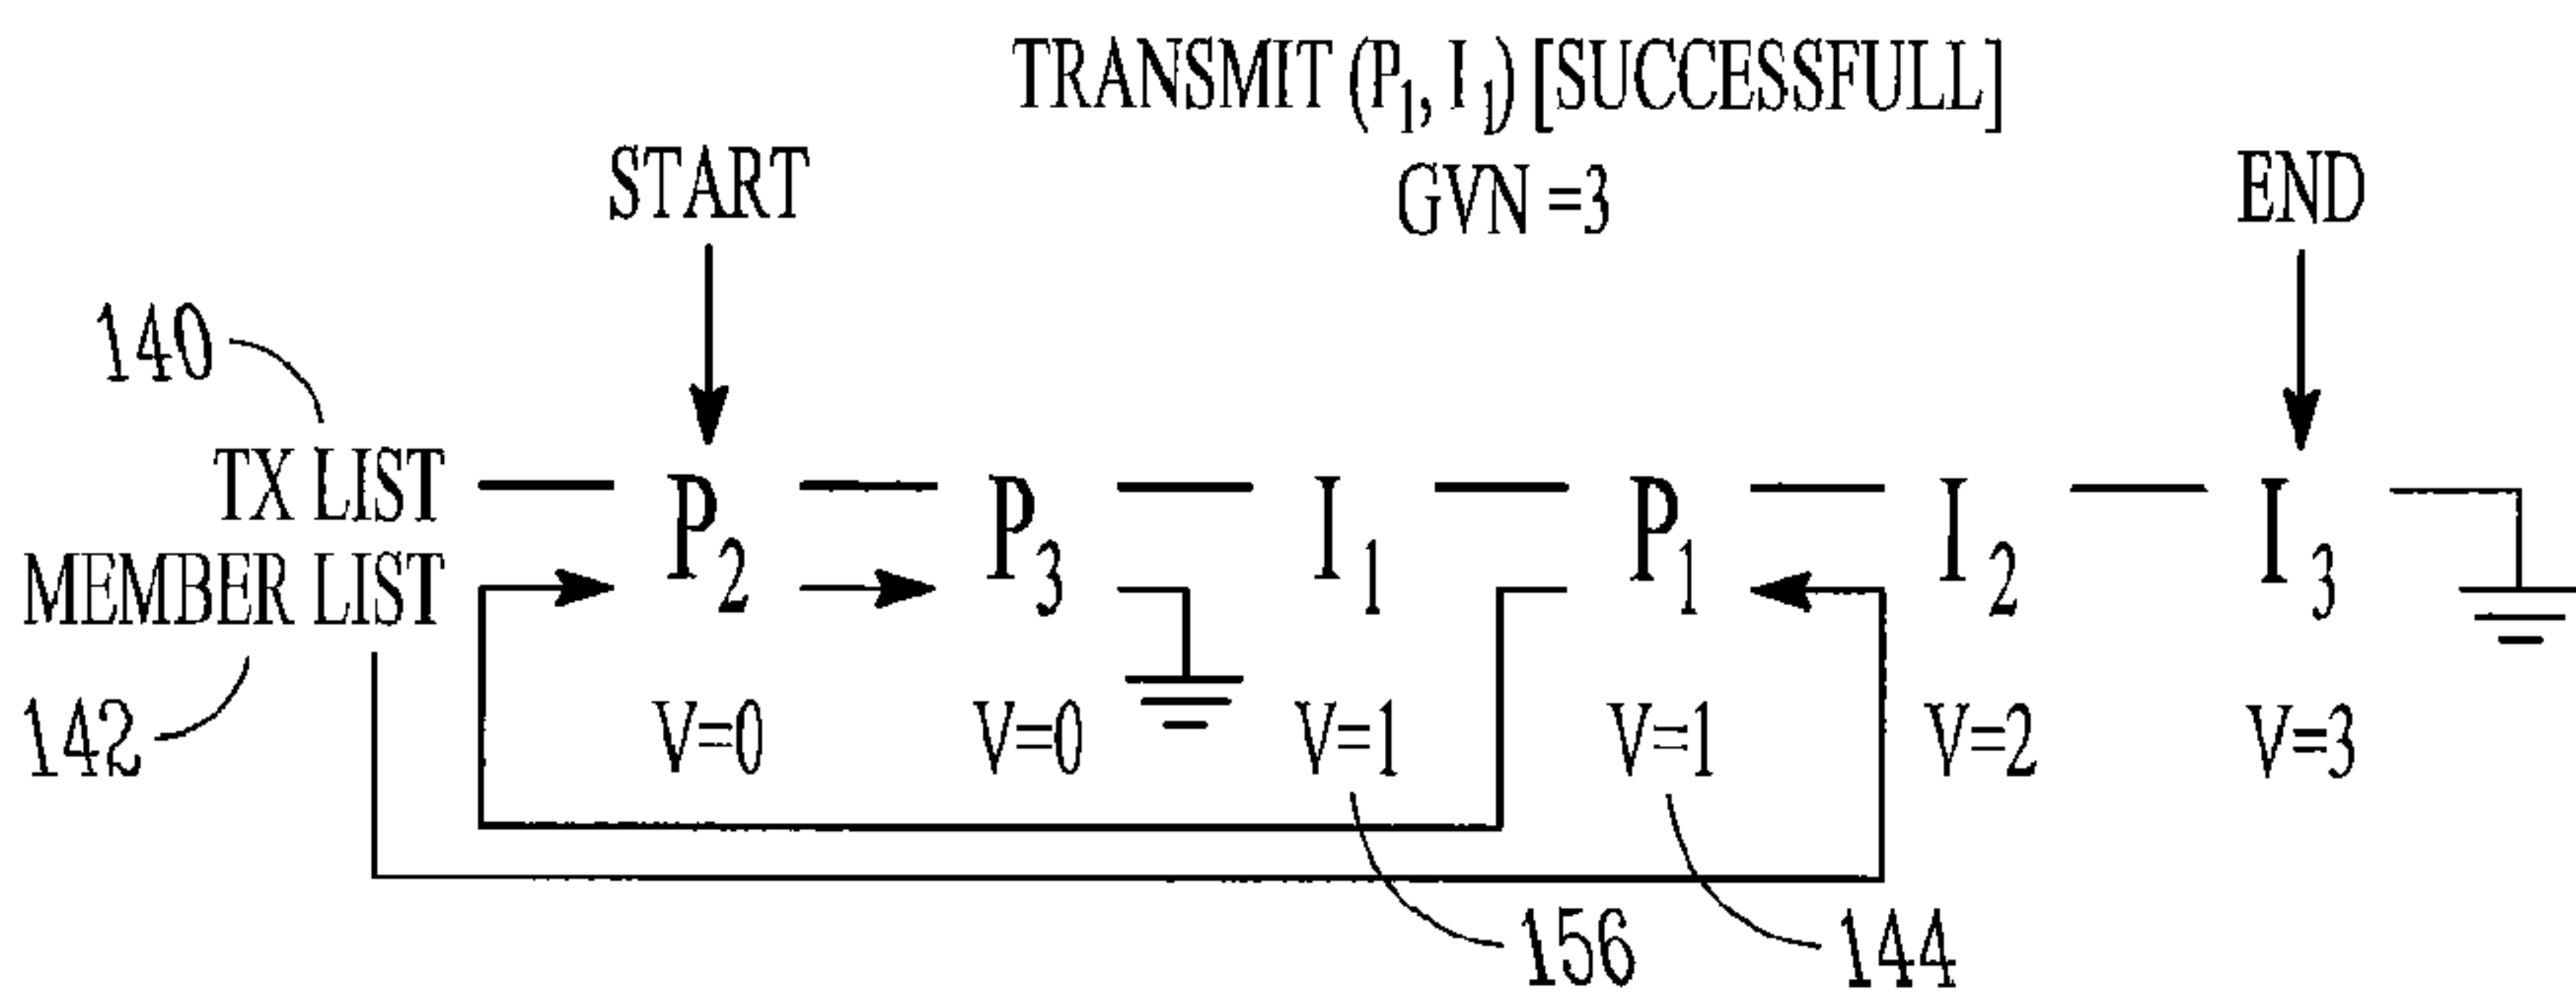 TRANSMIT (P1, I1) [SUCCESSFULL]
START GVN =3 END
140
TX LIST P2 P3 I1 P1 I2 I3
MEMBER LIST
142 V=0 V=0 V=1 V=1 V=2 V=3
156 144